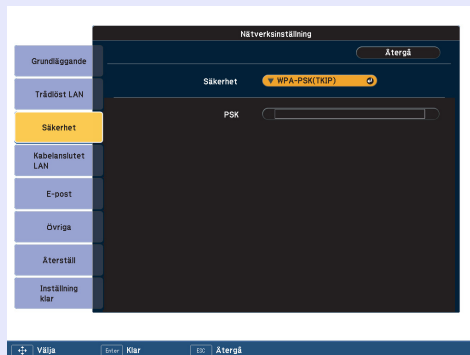 Nätverksinställning
Återgå
Grundläggande
Trådlöst LAN
Säkerhet
Kabelanslutet
LAN
E-post
Övriga
Återställ
Inställning
klar
Säkerhet
WPA-PSK(TKIP)
PSK
Välja
Enter
Klar
ESC
Återgå